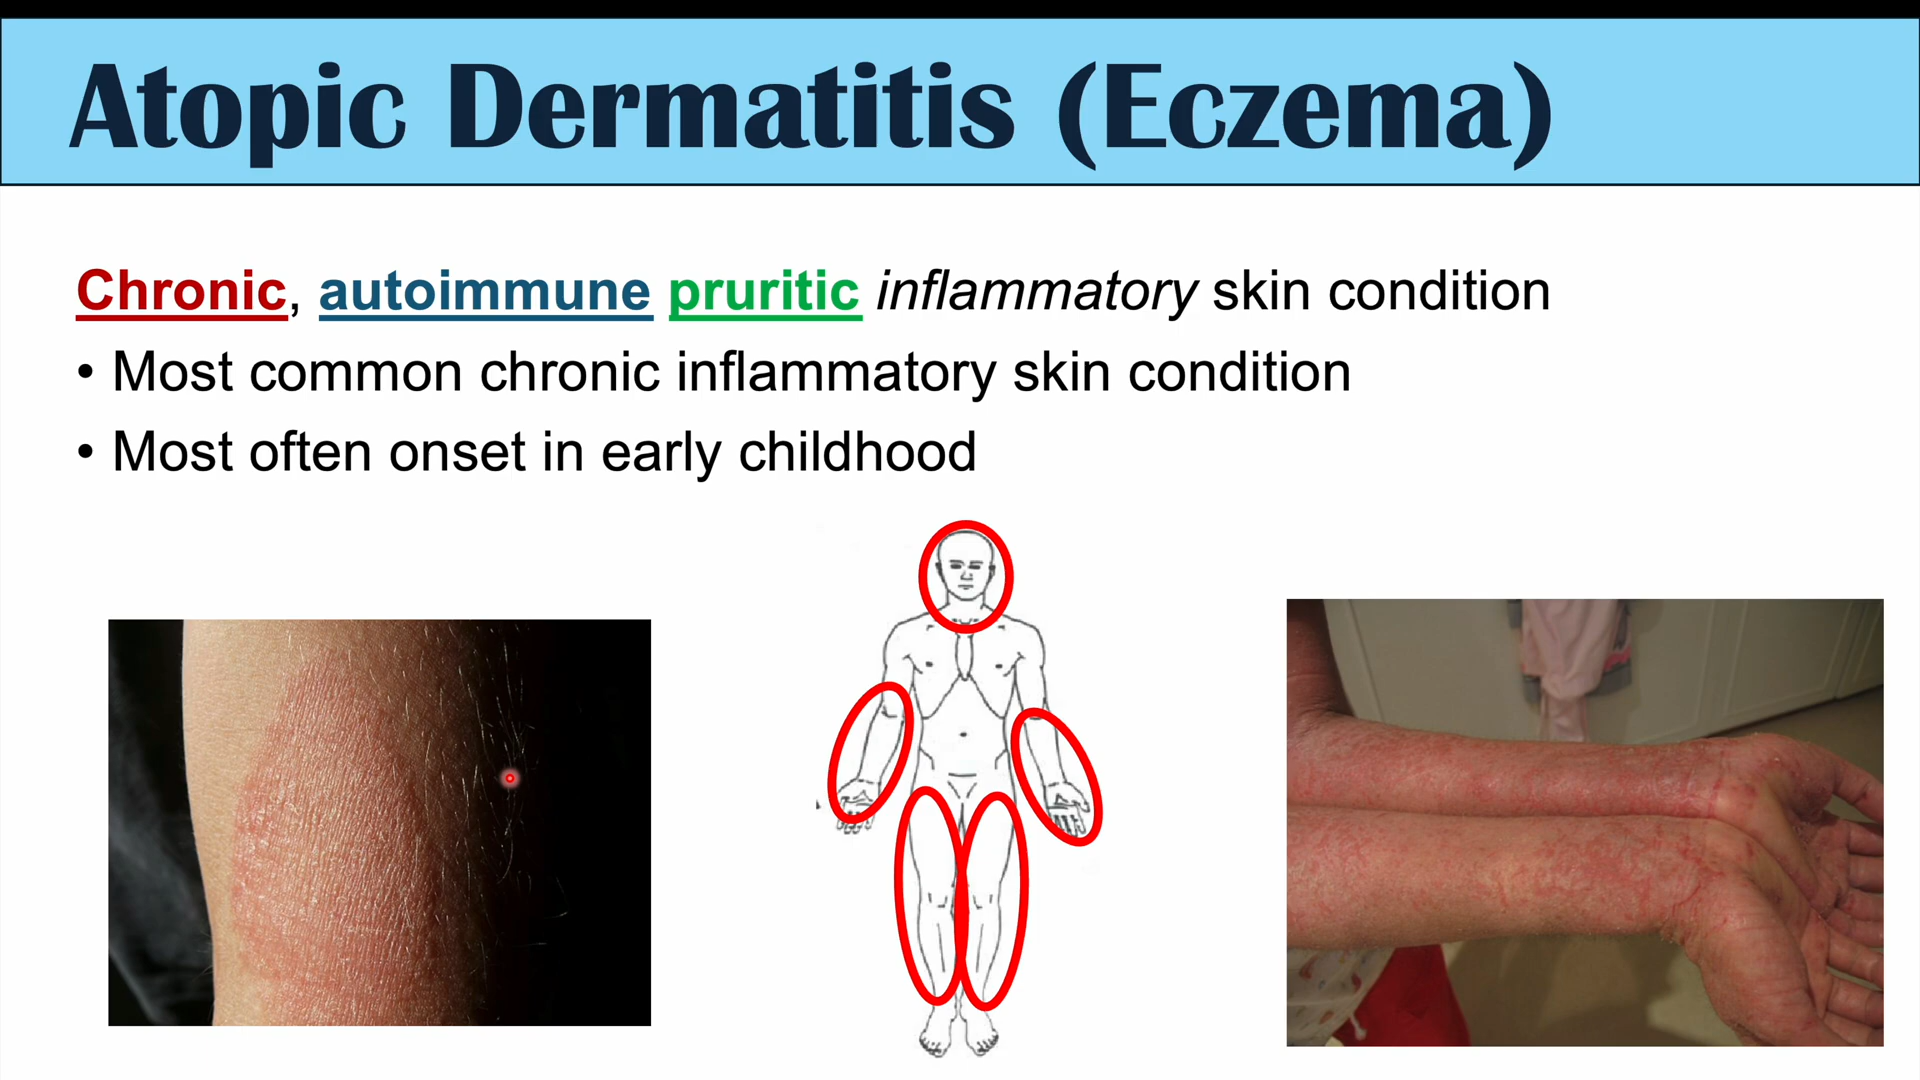 Atopic Dermatitis (Eczema)
Chronic, autoimmune pruritic inflammatory skin condition
• Most common chronic inflammatory skin condition
• Most often onset in early childhood